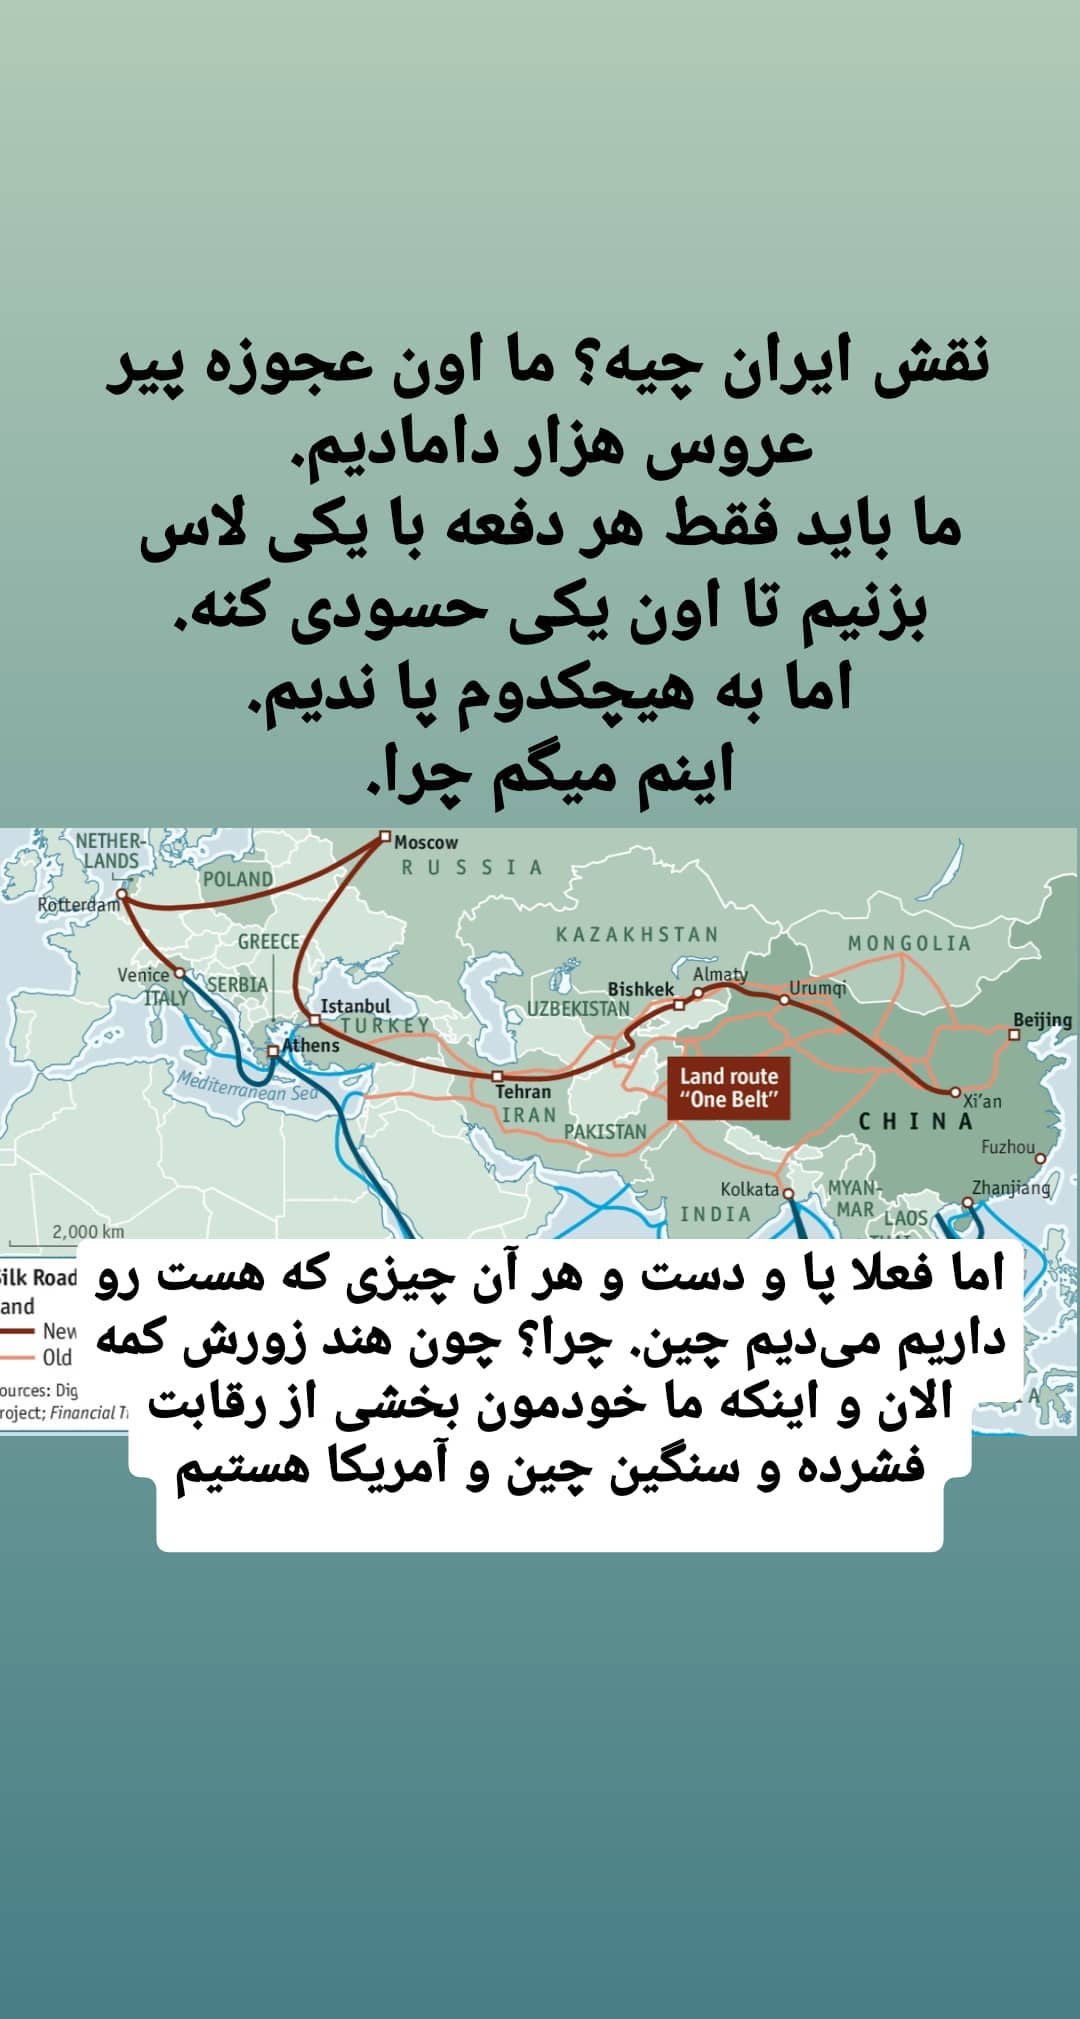 نقش ایران چیه؟ ما اون عجوزه پیر
عروس هزار دامادیم.
ما باید فقط هر دفعه با یکی لاس
بزنیم تا اون یکی حسودی کنه.
اما به هیچکدوم پا ندیم.
اینم میگم چرا.
NETHER-
LANDS
Moscow
RUSSIA
POLAND
Rotterdam
GREECE
KAZAKHSTAN
MONGOLIA
Venice
ITALY
SERBIA
Almaty
Bishkek
Urumqi
Istanbul
UZBEKISTAN
TURKEY
Beijing
Athens
Mediterranean Sea
Tehran
IRAN
Land route
“One Belt”
Xi’an
CHINA
PAKISTAN
Fuzhou
Kolkata
MYAN-
MAR
Zhanjiang
INDIA
LAOS
2,000 km
اما فعلا پا و دست و هر آن چیزی که هست رو
داریم می‌دیم چین. چرا؟ چون هند زورش کمه
الان و اینکه ما خودمون بخشی از رقابت
فشرده و سنگین چین و آمریکا هستیم
ilk Road
and
New
Old
ources: Dig
roject; Financial Ti